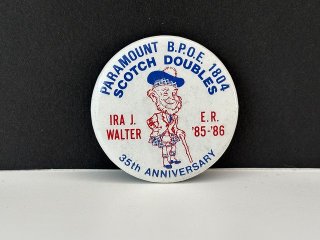 PARAMOUNT B.P.O.E. 1804
SCOTCH DOUBLES
IRA J.
WALTER
E.R.
'85-'86
35th ANNIVERSARY